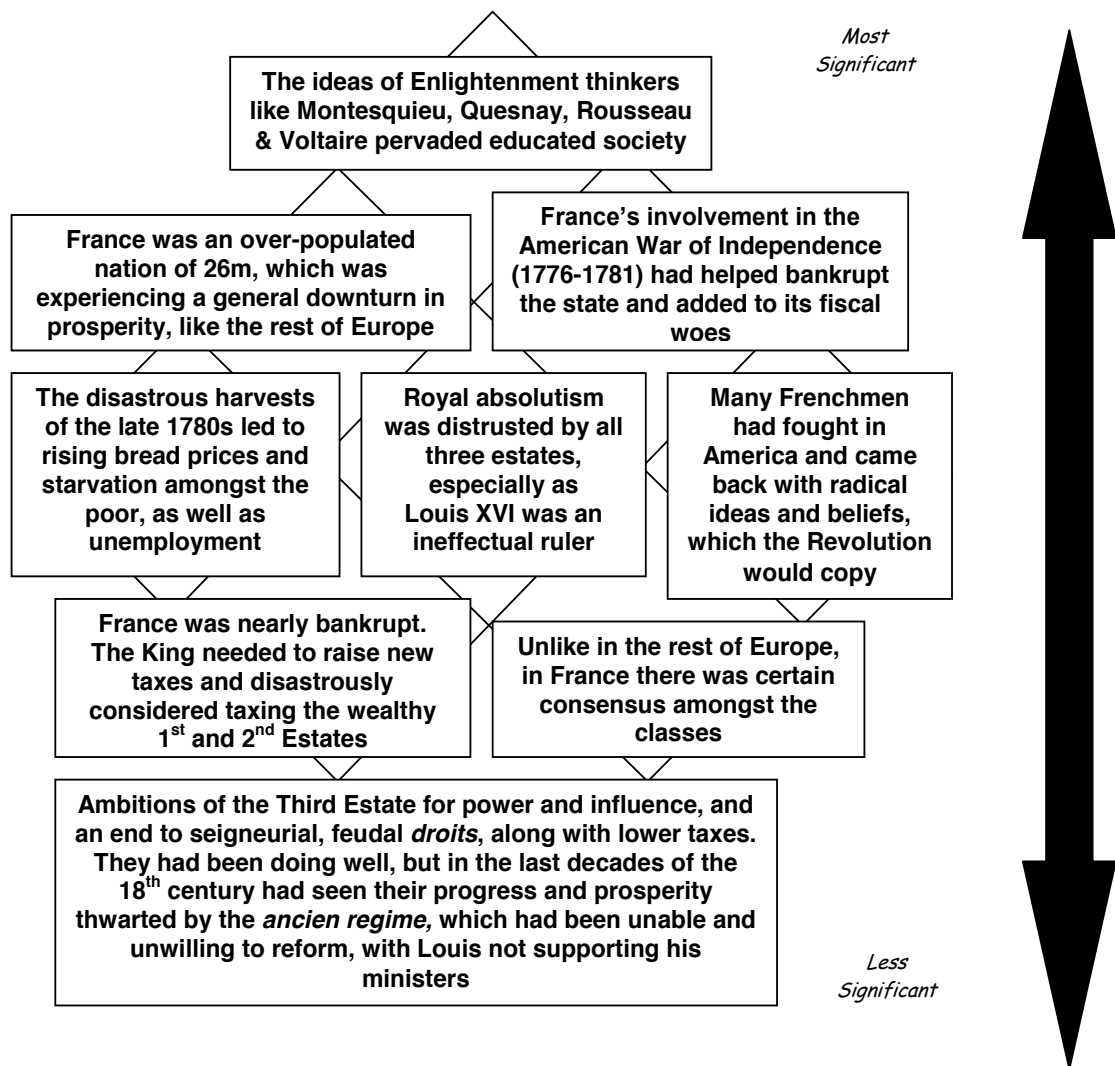 Most
Significant
The ideas of Enlightenment thinkers
like Montesquieu, Quesnay, Rousseau
& Voltaire pervaded educated society
France was an over-populated
nation of 26m, which was
experiencing a general downturn in
prosperity, like the rest of Europe
France's involvement in the
American War of Independence
(1776-1781) had helped bankrupt
the state and added to its fiscal
woes
The disastrous harvests
of the late 1780s led to
rising bread prices and
starvation amongst the
poor, as well as
unemployment
Royal absolutism
was distrusted by all
three estates,
especially as
Louis XVI was an
ineffectual ruler
Many Frenchmen
had fought in
America and came
back with radical
ideas and beliefs,
which the Revolution
would copy
France was nearly bankrupt.
The King needed to raise new
taxes and disastrously
considered taxing the wealthy
1st and 2nd Estates
Unlike in the rest of Europe,
in France there was certain
consensus amongst the
classes
Ambitions of the Third Estate for power and influence, and
an end to seigneurial, feudal droits, along with lower taxes.
They had been doing well, but in the last decades of the
18th century had seen their progress and prosperity
thwarted by the ancien regime, which had been unable and
unwilling to reform, with Louis not supporting his
ministers
Less
Significant